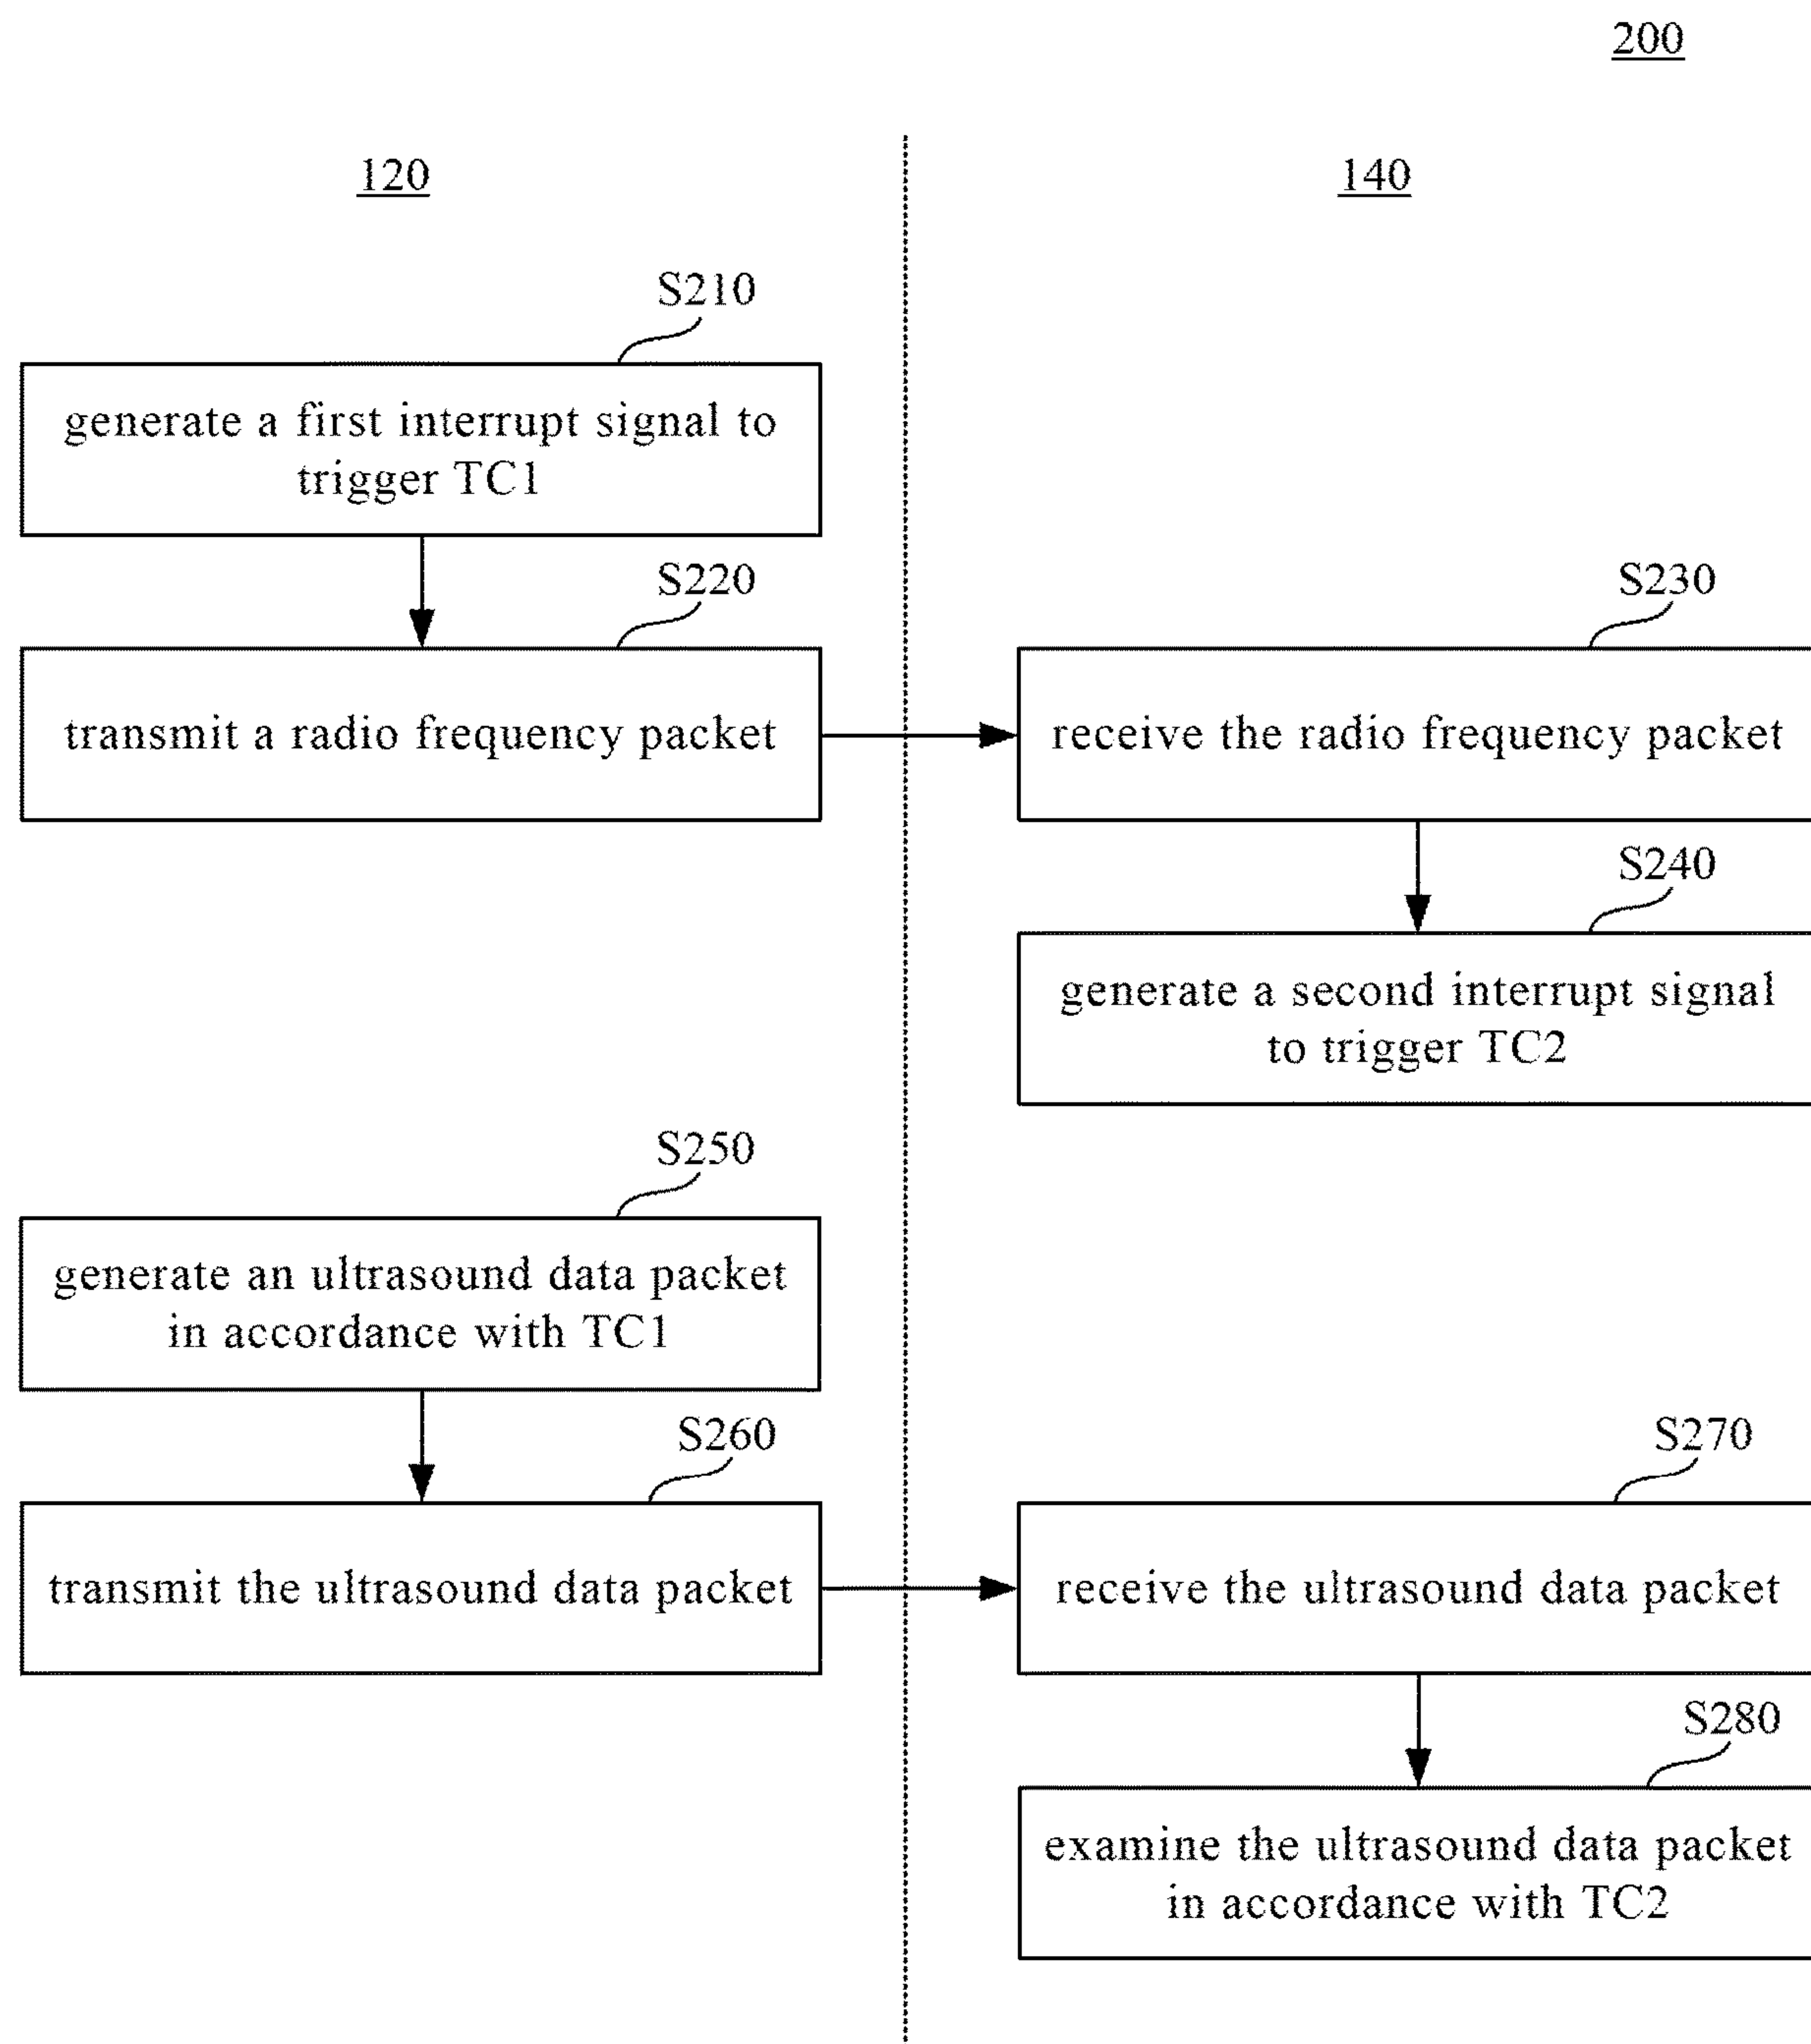 200
120
140
S210
generate a first interrupt signal to
trigger TC1
S220
transmit a radio frequency packet
S230
receive the radio frequency packet
S240
generate a second interrupt signal
to trigger TC2
S250
generate an ultrasound data packet
in accordance with TC1
S260
transmit the ultrasound data packet
S270
receive the ultrasound data packet
S280
examine the ultrasound data packet
in accordance with TC2